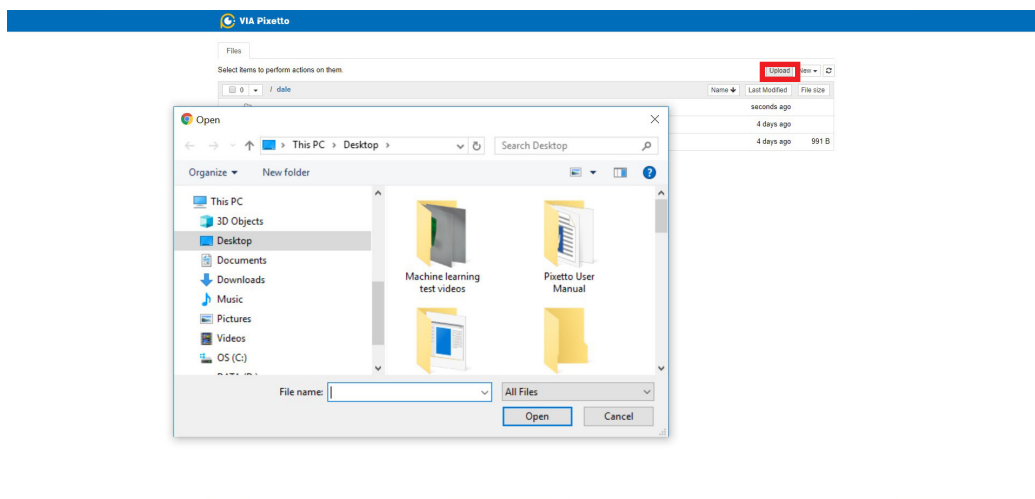 VIA Pixetto
Files
Select items to perform actions on them.
Upload New
0 / dale
Name Last Modified File size
seconds ago
4 days ago
4 days ago 991 B
Open
This PC > Desktop >
Search Desktop
Organize New folder
This PC
3D Objects
Desktop
Documents
Downloads
Music
Pictures
Videos
OS (C:)
Machine learning
test videos
Pixetto User
Manual
File name:
All Files
Open Cancel